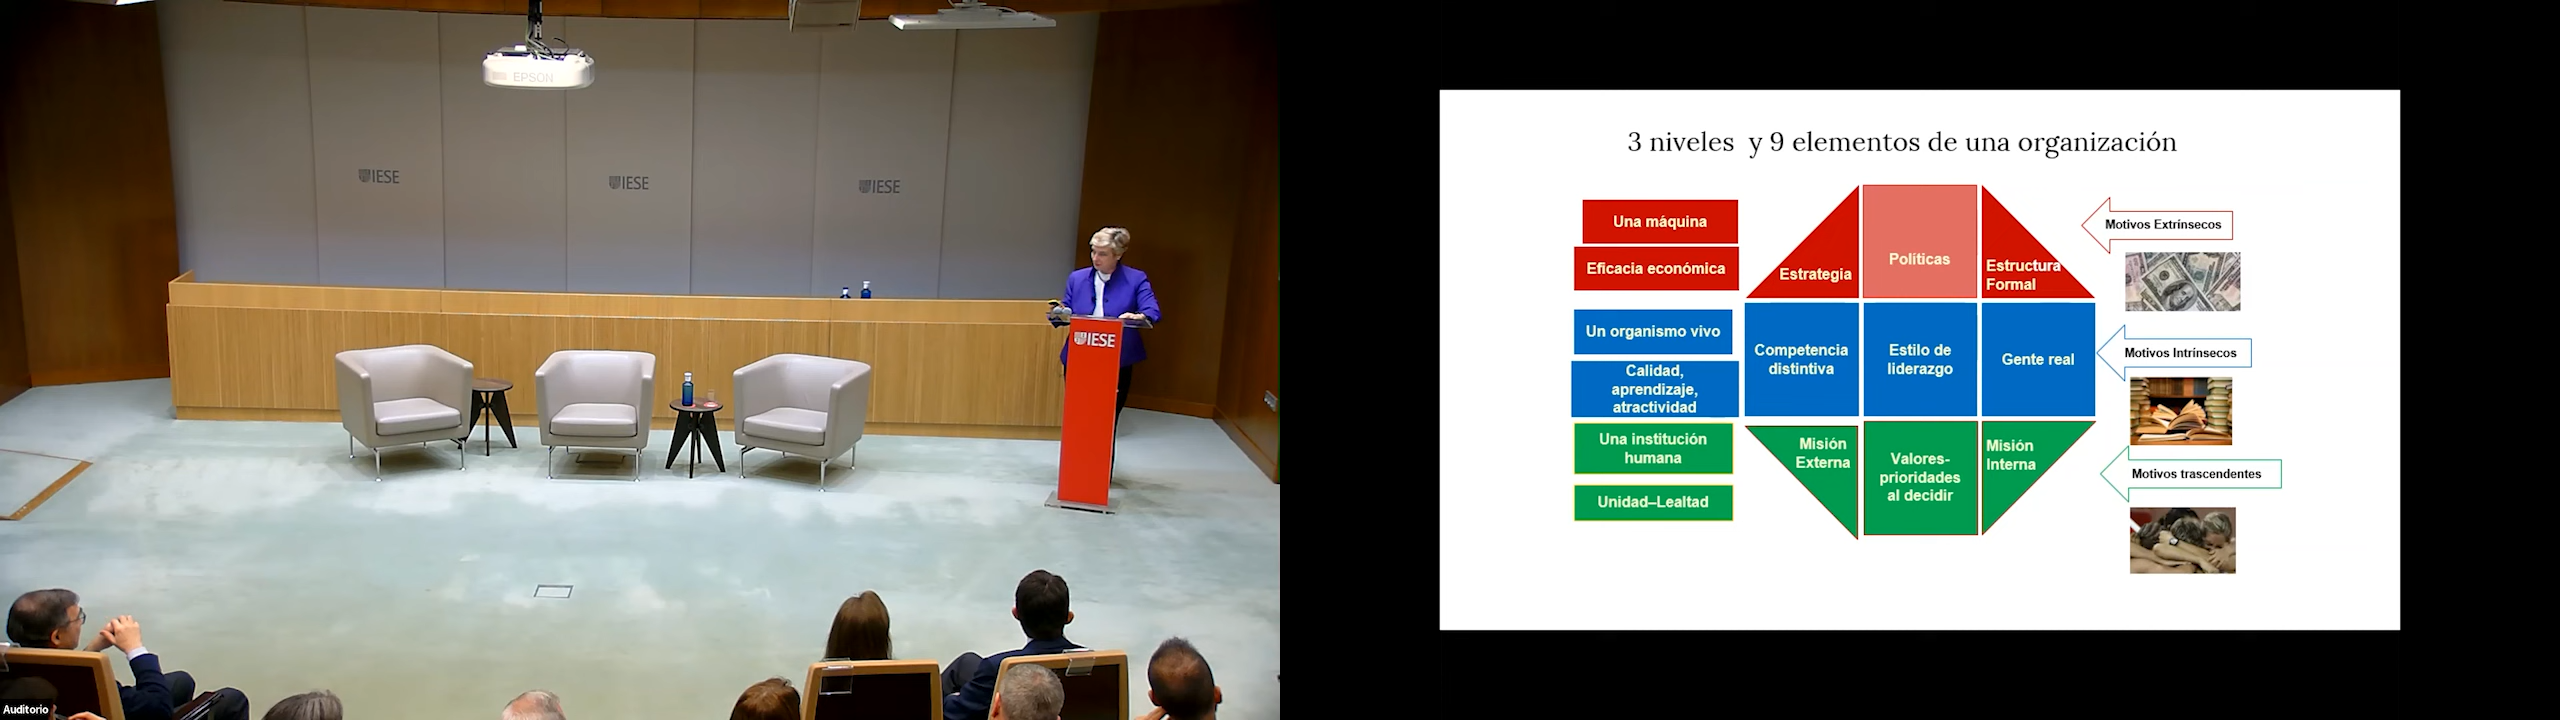 EPSON
IESE
IESE
IESE
IESE
Auditorio
3 niveles y 9 elementos de una organización
Una máquina
Eficacia económica
Un organismo vivo
Calidad,
aprendizaje,
atractividad
Una institución
humana
Unidad–Lealtad
Estrategia
Políticas
Estructura
Formal
Competencia
distintiva
Estilo de
liderazgo
Gente real
Misión
Externa
Valores-
prioridades
al decidir
Misión
Interna
Motivos Extrínsecos
Motivos Intrínsecos
Motivos trascendentes